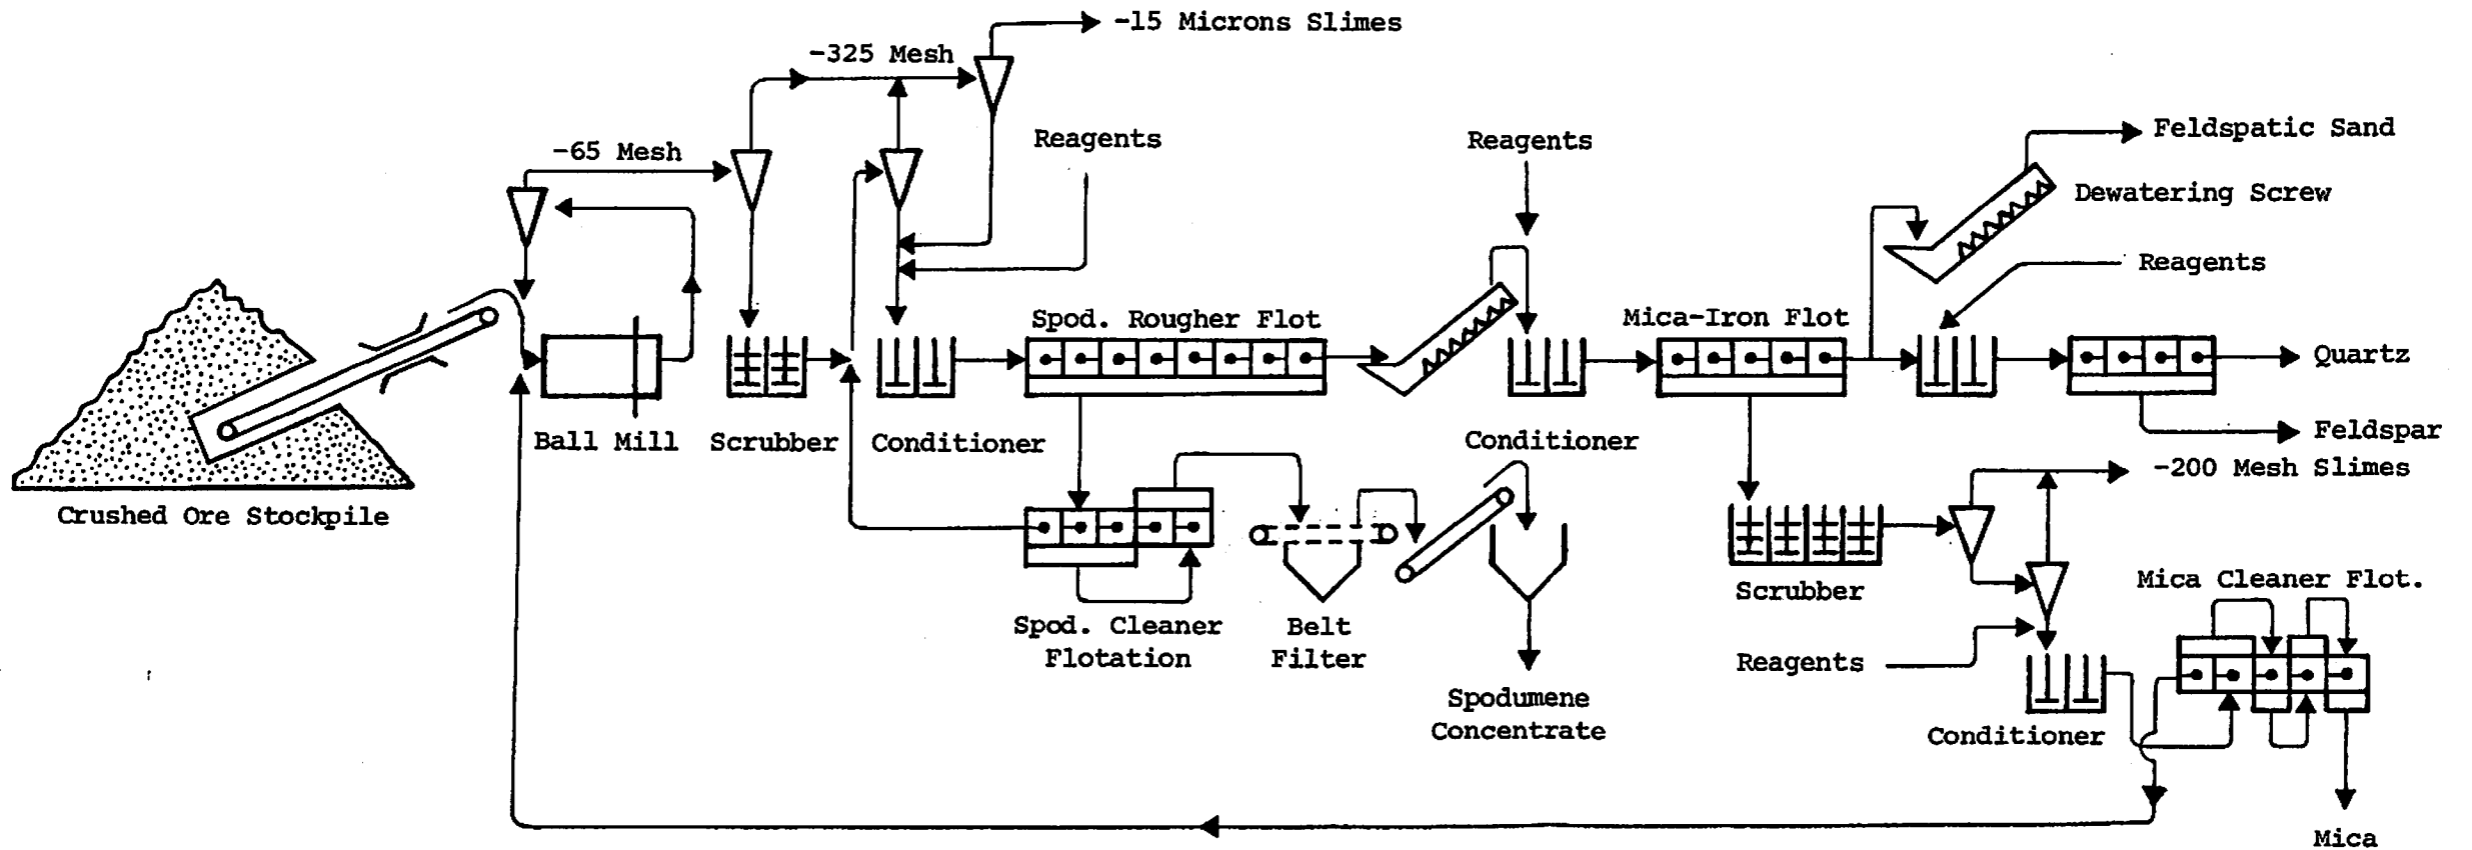 -15 Microns Slimes
-325 Mesh
Reagents
Reagents
Feldspatic Sand
-65 Mesh
Dewatering Screw
Reagents
Spod. Rougher Flot
Mica-Iron Flot
Quartz
Ball Mill
Scrubber
Conditioner
Conditioner
Feldspar
-200 Mesh Slimes
Crushed Ore Stockpile
Mica Cleaner Flot.
Scrubber
Spod. Cleaner
Flotation
Belt
Filter
Reagents
Spodumene
Concentrate
Conditioner
Mica